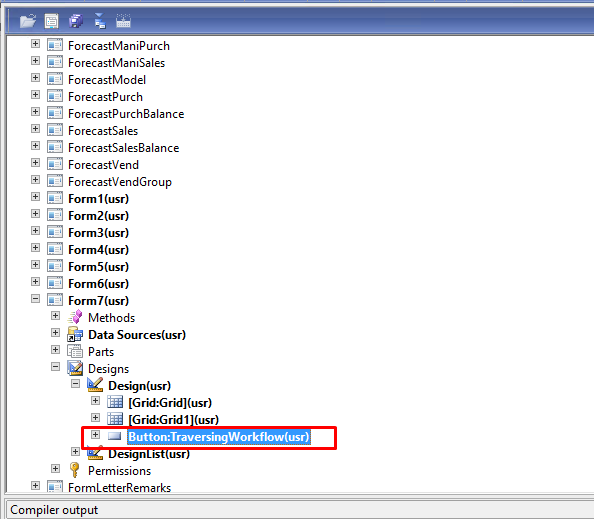 ForecastManiPurch
ForecastManiSales
ForecastModel
ForecastPurch
ForecastPurchBalance
ForecastSales
ForecastSalesBalance
ForecastVend
ForecastVendGroup
Form1(usr)
Form2(usr)
Form3(usr)
Form4(usr)
Form5(usr)
Form6(usr)
Form7(usr)
Methods
Data Sources(usr)
Parts
Designs
Design(usr)
[Grid:Grid](usr)
[Grid:Grid1](usr)
Button:TraversingWorkflow(usr)
DesignList(usr)
Permissions
FormLetterRemarks
Compiler output